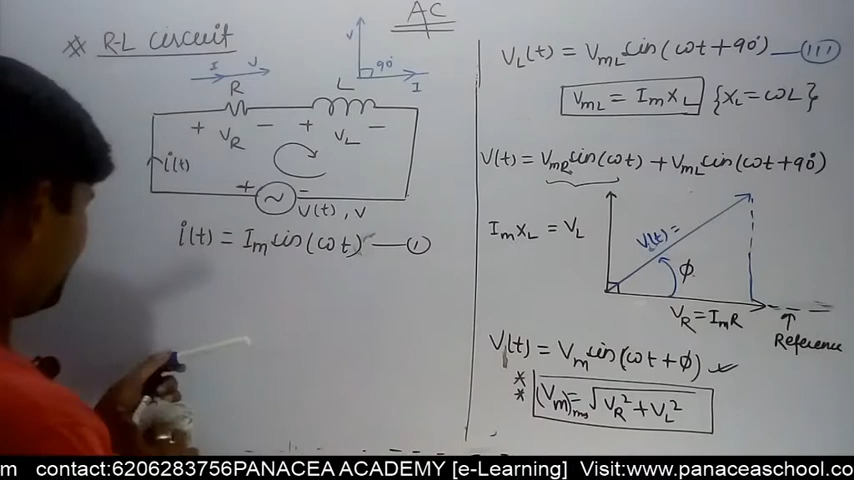 AC
※ R-L circuit
I V
R
V
90°
I
L
+ V_R - + V_L -
i(t)
+ ~ -
V(t), V
i(t) = I_m sin(ωt) —①
V_L(t) = V_mL sin(ωt+90°) —(III)
V_mL = I_m X_L {X_L = ωL}
V(t) = V_mR sin(ωt) + V_mL sin(ωt+90°)
I_m X_L = V_L
V(t) =
ϕ
V_R = I_m R
Reference
V(t) = V_m sin(ωt+ϕ) ✓
** (V_m)_rms = √V_R² + V_L²
m contact:6206283756PANACEA ACADEMY [e-Learning] Visit:www.panaceaschool.co